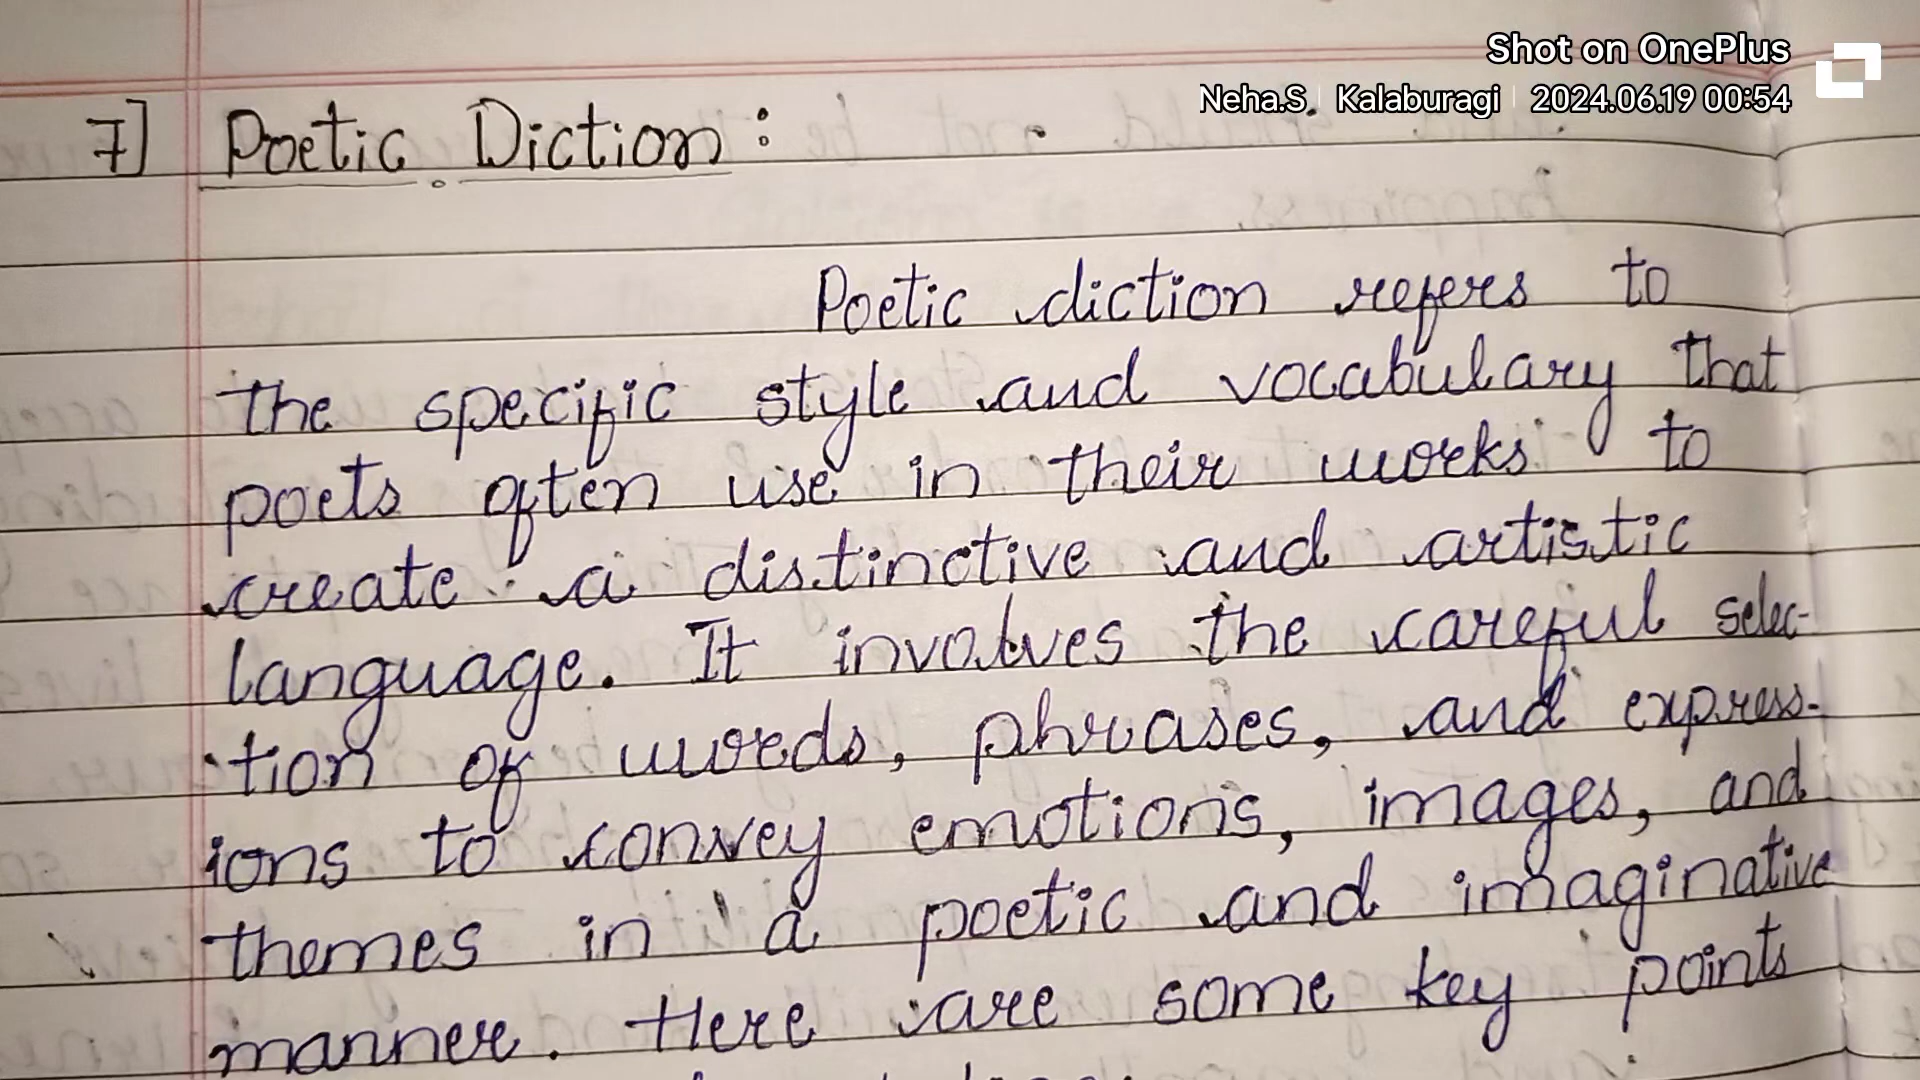 Shot on OnePlus
Neha.S. Kalaburagi 2024.06.19 00:54
7] Poetic Diction :
Poetic diction refers to
the specific style and vocabulary that
poets often use in their works to
create a distinctive and artistic
language. It involves the careful selec-
tion of words, phrases, and express-
ions to convey emotions, images, and
themes in a poetic and imaginative
manner. Here are some key points